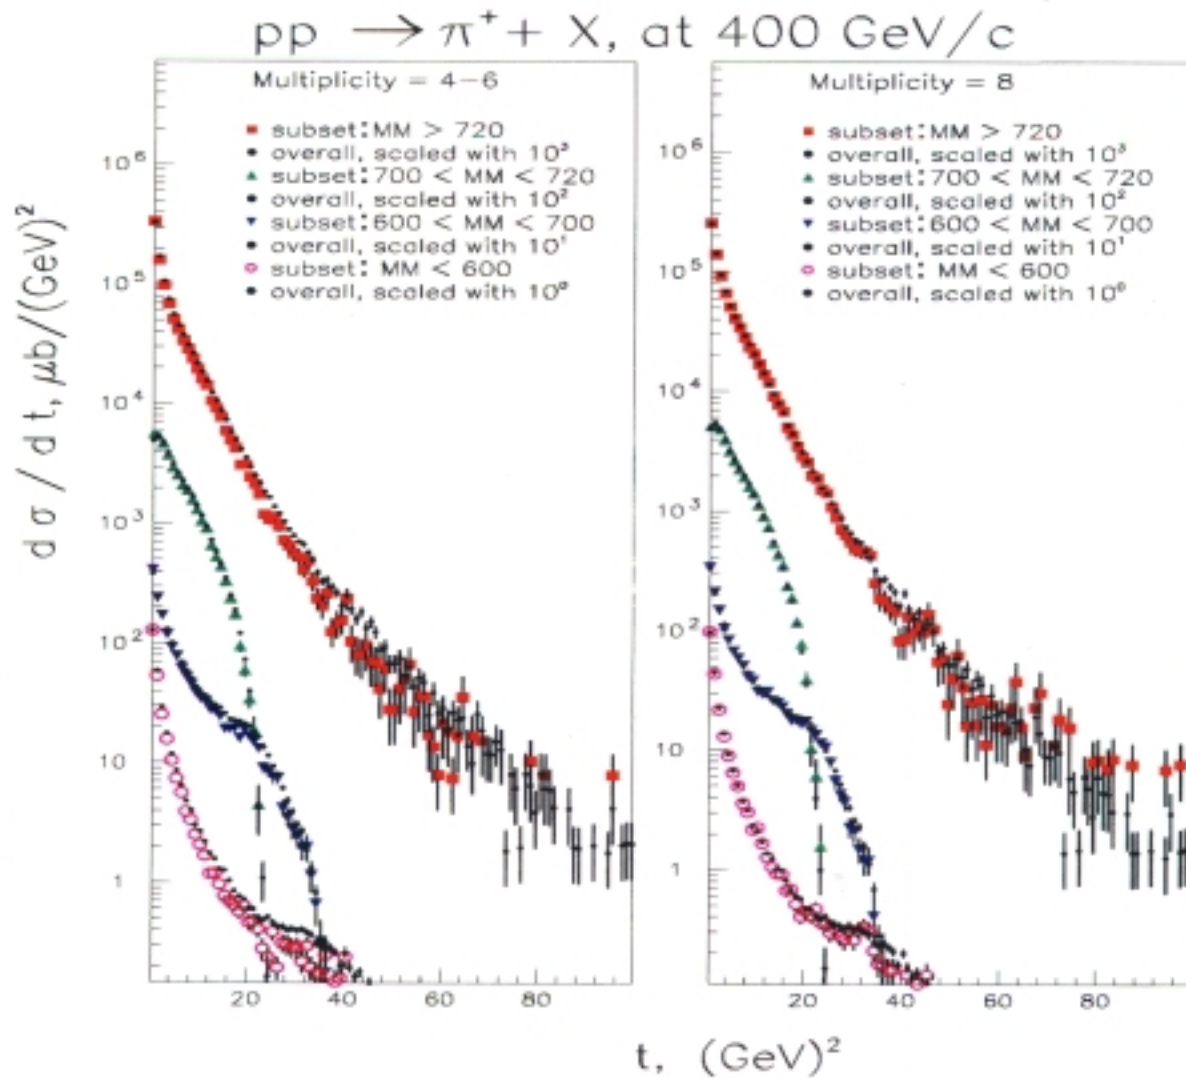 pp → π⁺ + X, at 400 GeV/c
Multiplicity = 4-6
subset: MM > 720
overall, scaled with 10³
subset: 700 < MM < 720
overall, scaled with 10²
subset: 600 < MM < 700
overall, scaled with 10¹
subset: MM < 600
overall, scaled with 10⁰
10⁶
10⁵
10⁴
10³
10²
10
1
20 40 60 80
Multiplicity = 8
subset: MM > 720
overall, scaled with 10³
subset: 700 < MM < 720
overall, scaled with 10²
subset: 600 < MM < 700
overall, scaled with 10¹
subset: MM < 600
overall, scaled with 10⁰
10⁶
10⁵
10⁴
10³
10²
10
1
20 40 60 80
d σ / d t, μb/(GeV)²
t, (GeV)²